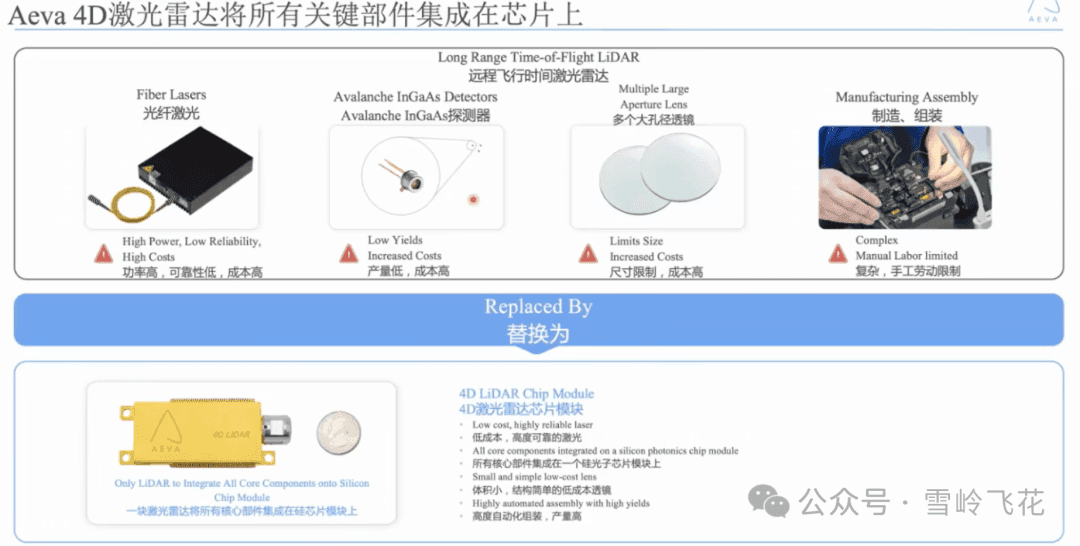 Aeva 4D激光雷达将所有关键部件集成在芯片上
AEVA
Long Range Time-of-Flight LiDAR
远程飞行时间激光雷达
Fiber Lasers
光纤激光
High Power, Low Reliability,
High Costs
功率高，可靠性低，成本高
Avalanche InGaAs Detectors
Avalanche InGaAs探测器
Low Yields
Increased Costs
产量低，成本高
Multiple Large
Aperture Lens
多个大孔径透镜
Limits Size
Increased Costs
尺寸限制，成本高
Manufacturing Assembly
制造、组装
Complex
Manual Labor limited
复杂，手工劳动限制
Replaced By
替换为
AEVA
4D LiDAR
Only LiDAR to Integrate All Core Components onto Silicon
Chip Module
一块激光雷达将所有核心部件集成在硅芯片模块上
4D LiDAR Chip Module
4D激光雷达芯片模块
· Low cost, highly reliable laser
· 低成本，高度可靠的激光
· All core components integrated on a silicon photonics chip module
· 所有核心部件集成在一个硅光子芯片模块上
· Small and simple low-cost lens
· 体积小，结构简单的低成本透镜
· Highly automated assembly with high yields
· 高度自动化组装，产量高
公众号 · 雪岭飞花